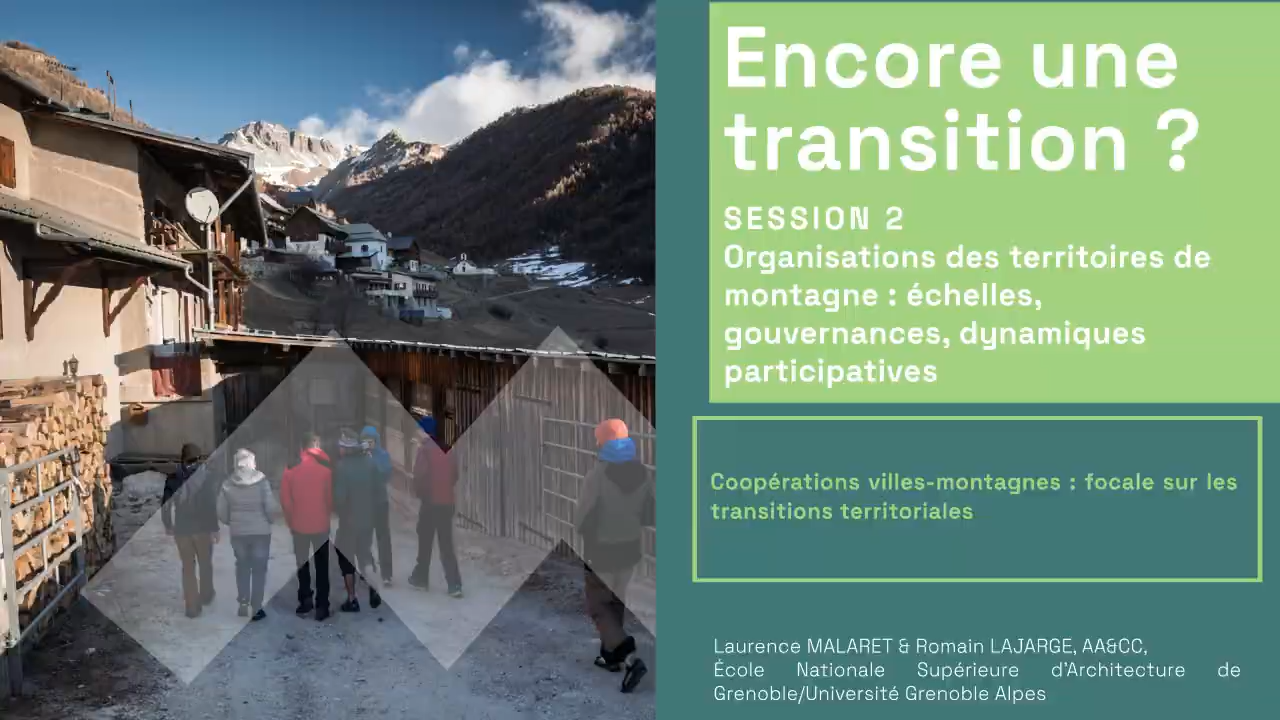 Encore une
transition ?
SESSION 2
Organisations des territoires de
montagne : échelles,
gouvernances, dynamiques
participatives
Coopérations villes-montagnes : focale sur les
transitions territoriales
Laurence MALARET & Romain LAJARGE, AA&CC,
École Nationale Supérieure d'Architecture de
Grenoble/Université Grenoble Alpes